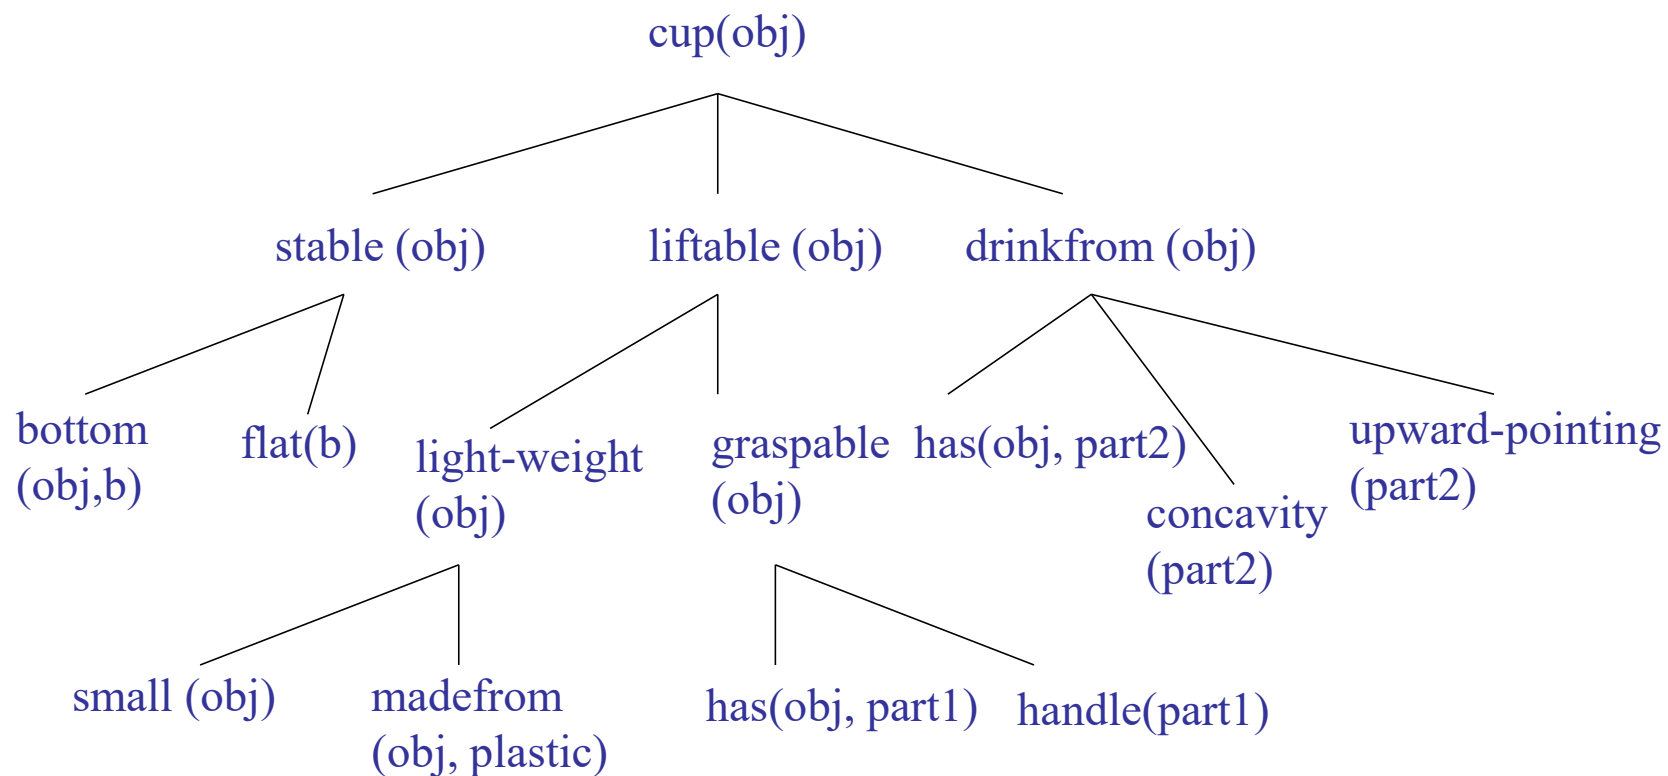 cup(obj)
stable (obj)
liftable (obj)
drinkfrom (obj)
bottom
(obj,b)
flat(b)
light-weight
(obj)
graspable
(obj)
has(obj, part2)
concavity
(part2)
upward-pointing
(part2)
small (obj)
madefrom
(obj, plastic)
has(obj, part1)
handle(part1)